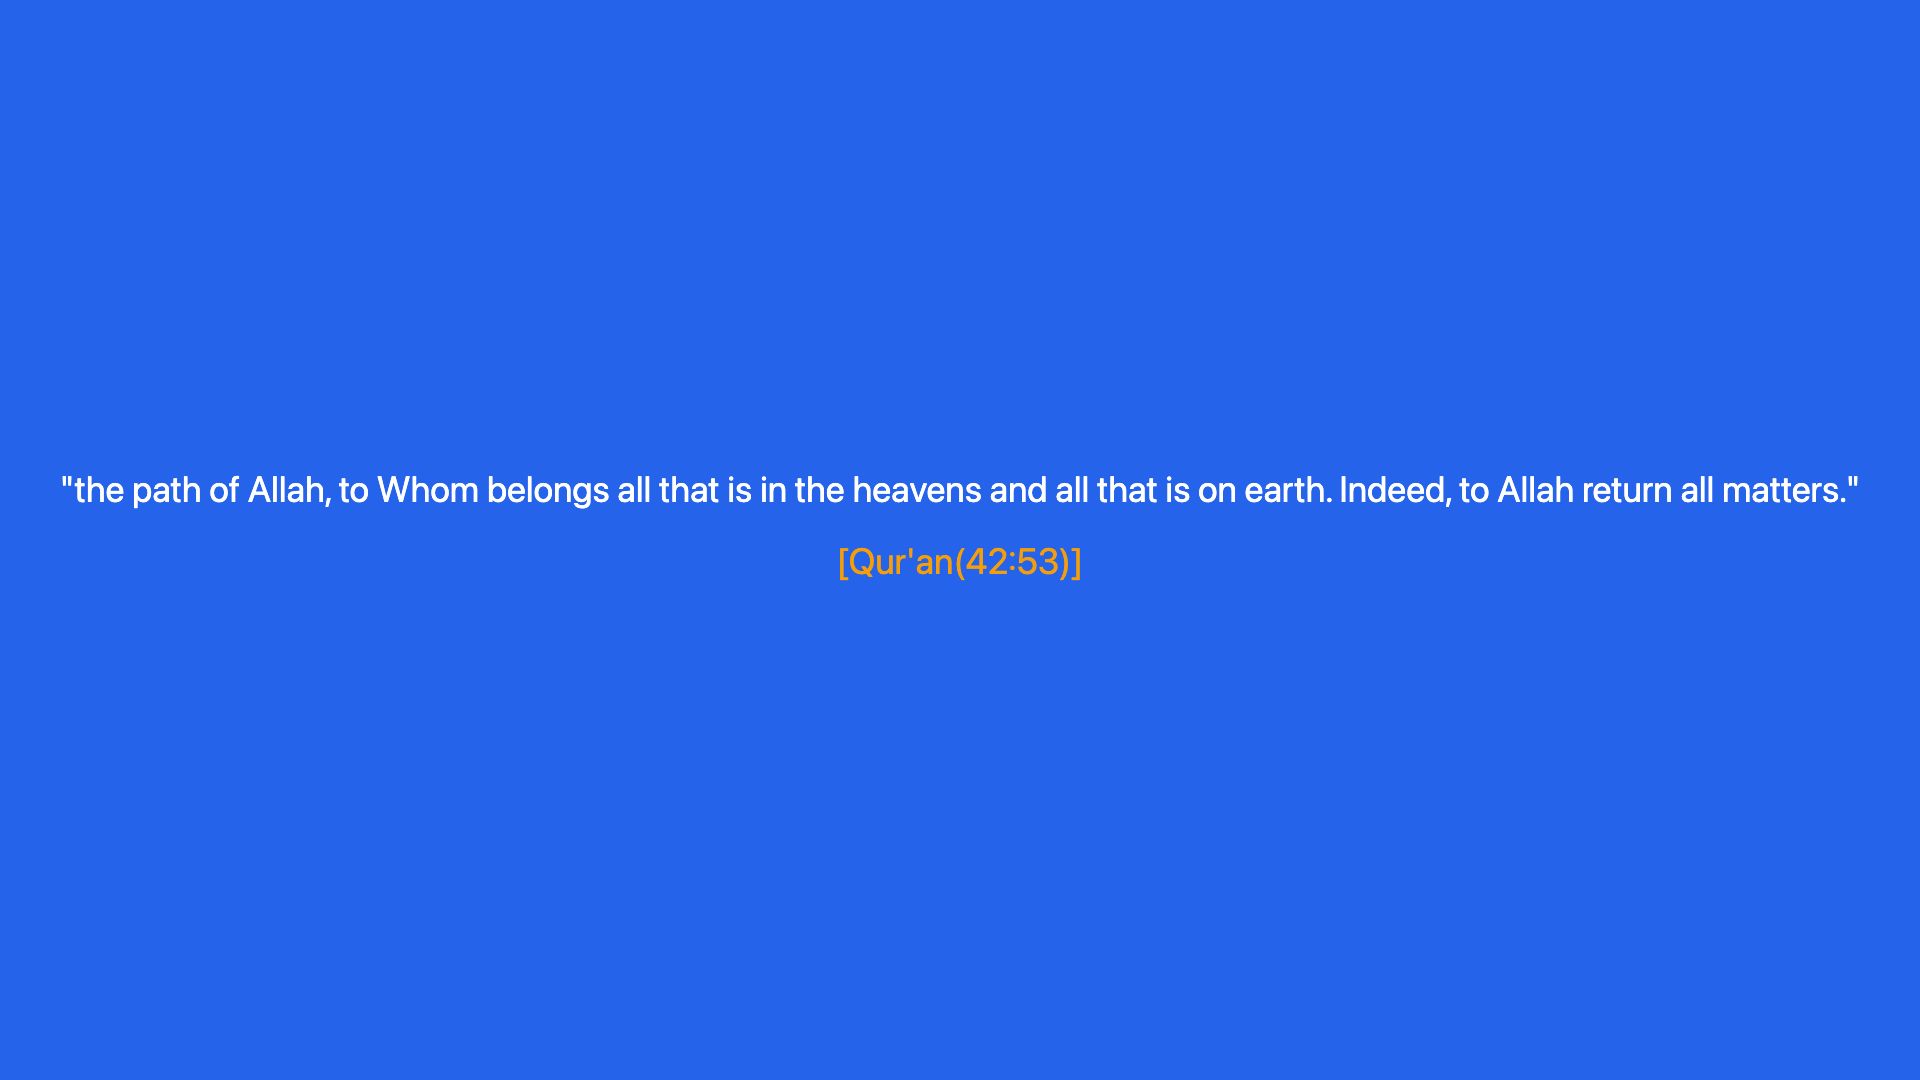 "the path of Allah, to Whom belongs all that is in the heavens and all that is on earth. Indeed, to Allah return all matters."
[Qur'an(42:53)]